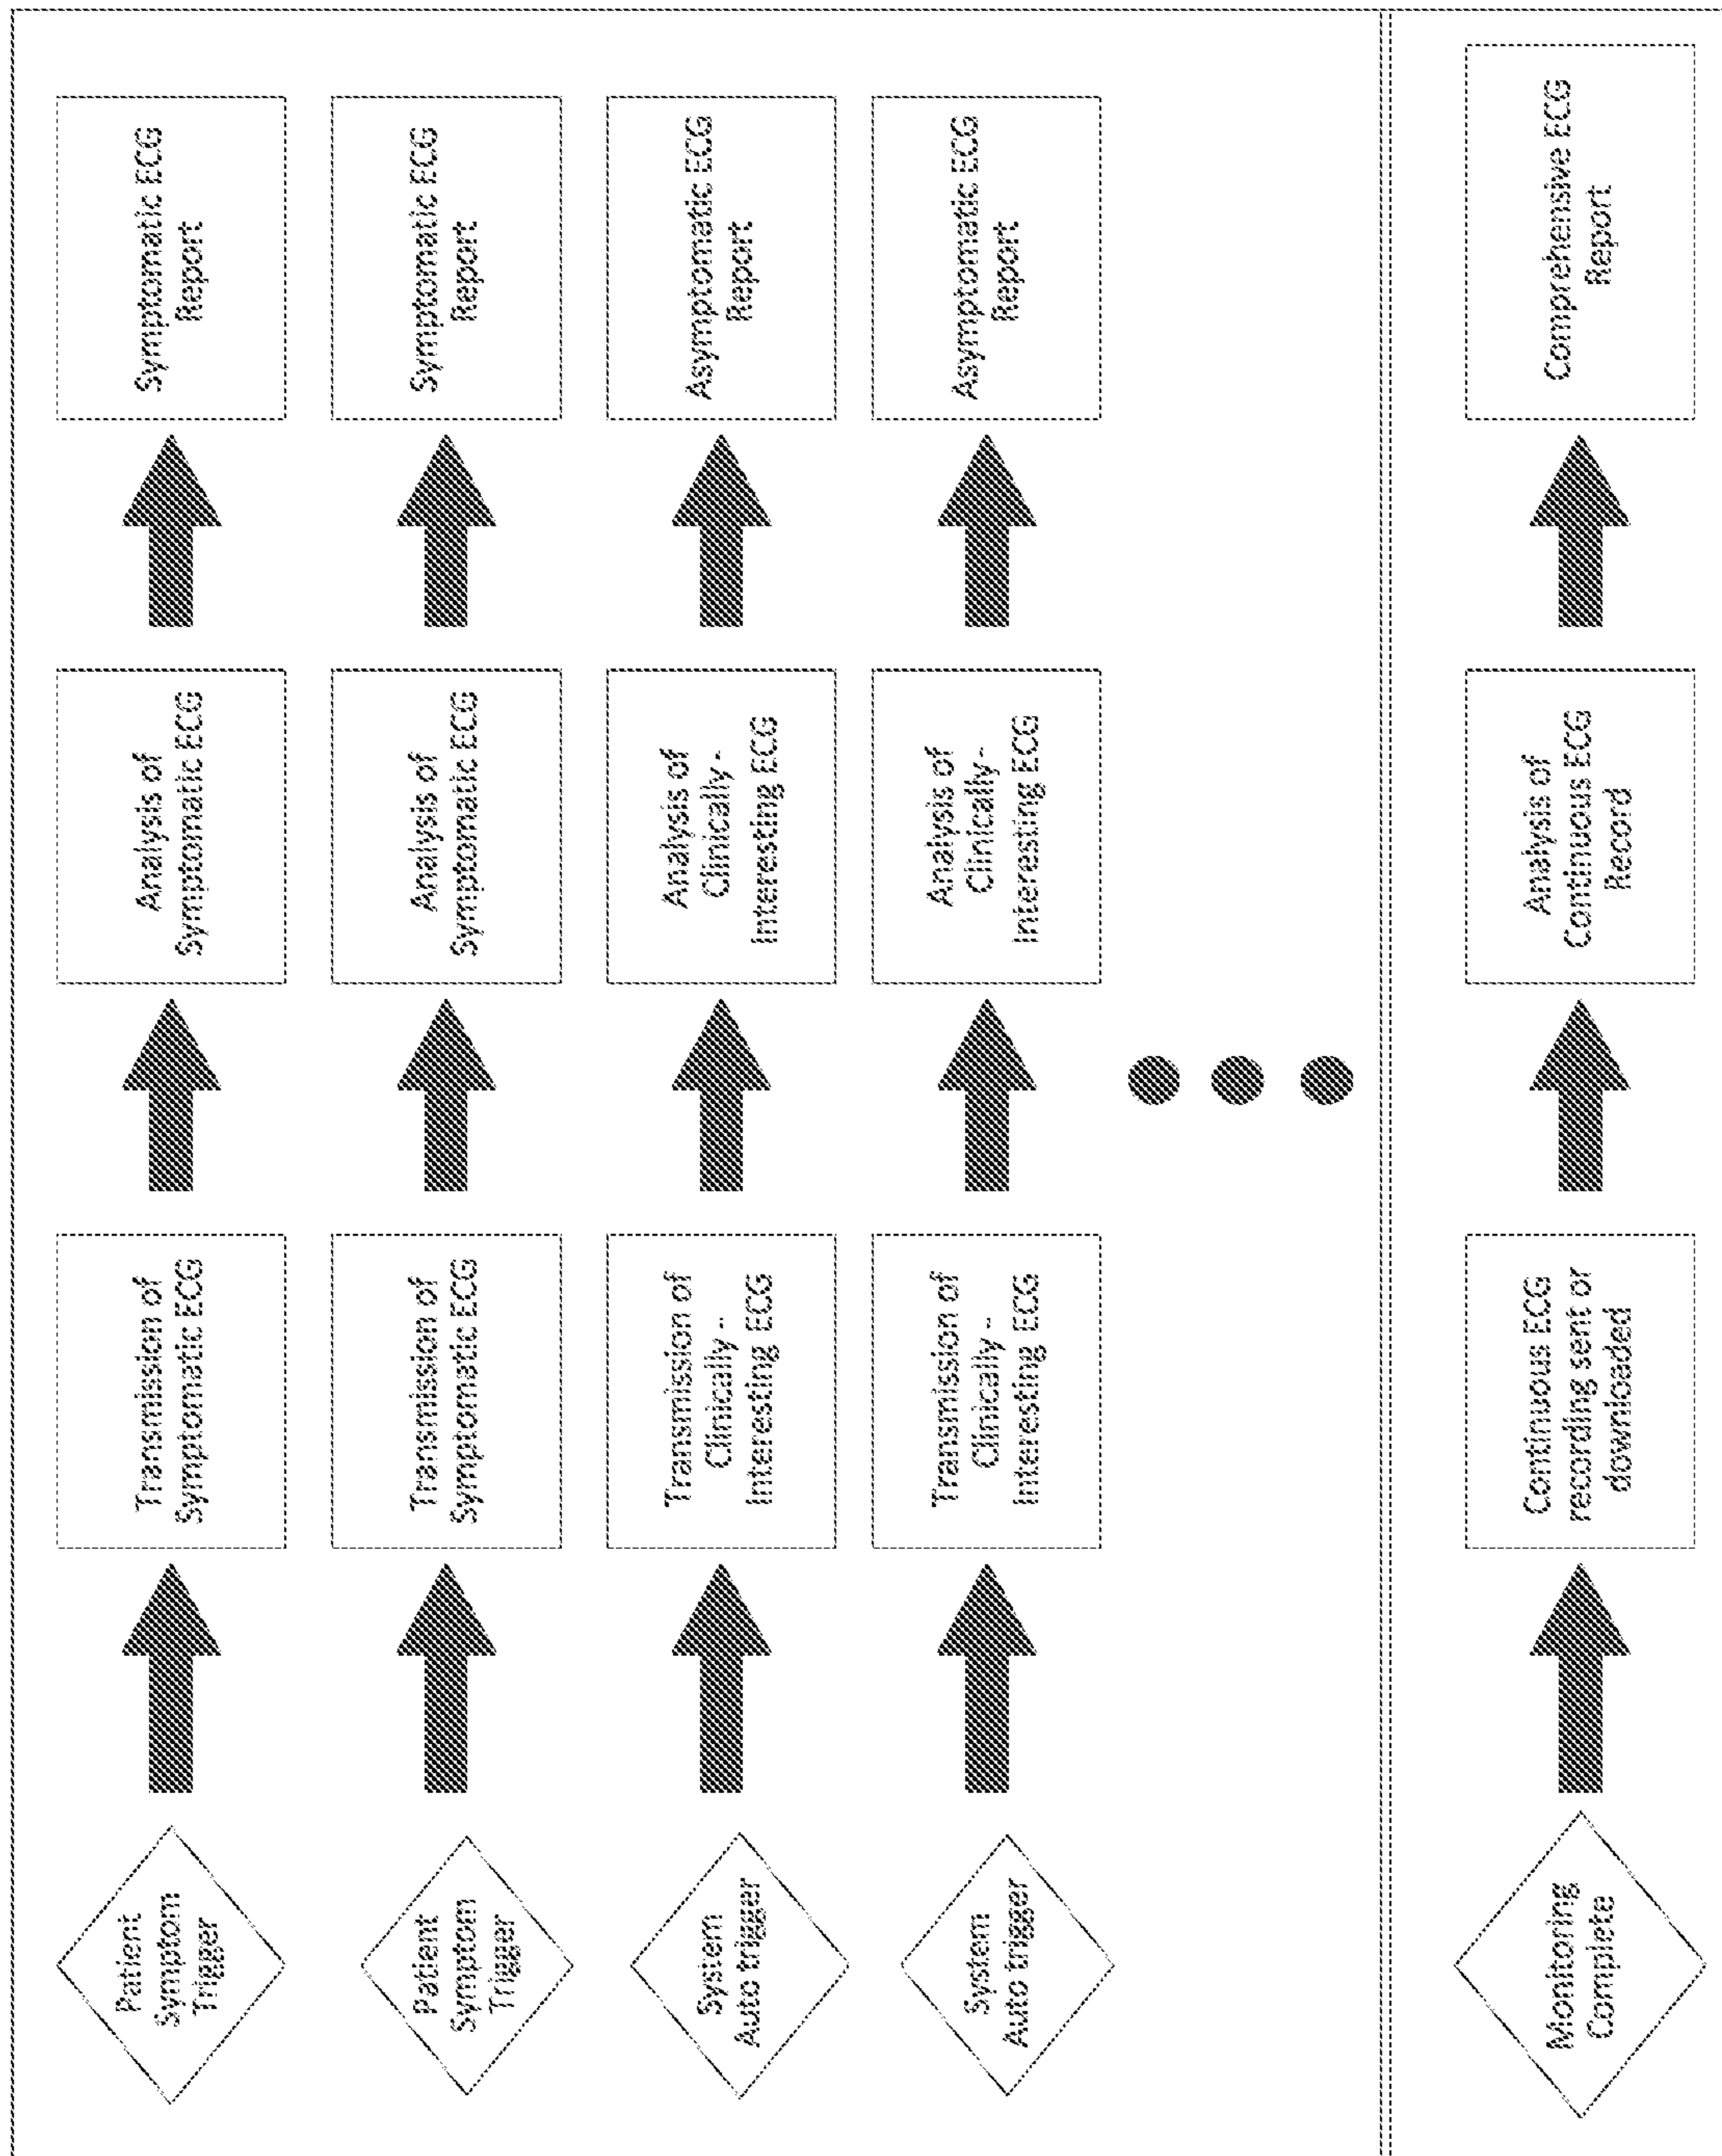 Patient
Symptom
Trigger
Transmission of
Symptomatic ECG
Analysis of
Symptomatic ECG
Symptomatic ECG
Report
Patient
Symptom
Trigger
Transmission of
Symptomatic ECG
Analysis of
Symptomatic ECG
Symptomatic ECG
Report
System
Auto trigger
Transmission of
Clinically -
Interesting ECG
Analysis of
Clinically -
Interesting ECG
Asymptomatic ECG
Report
System
Auto trigger
Transmission of
Clinically -
Interesting ECG
Analysis of
Clinically -
Interesting ECG
Asymptomatic ECG
Report
Monitoring
Complete
Continuous ECG
recording sent or
downloaded
Analysis of
Continuous ECG
Record
Comprehensive ECG
Report